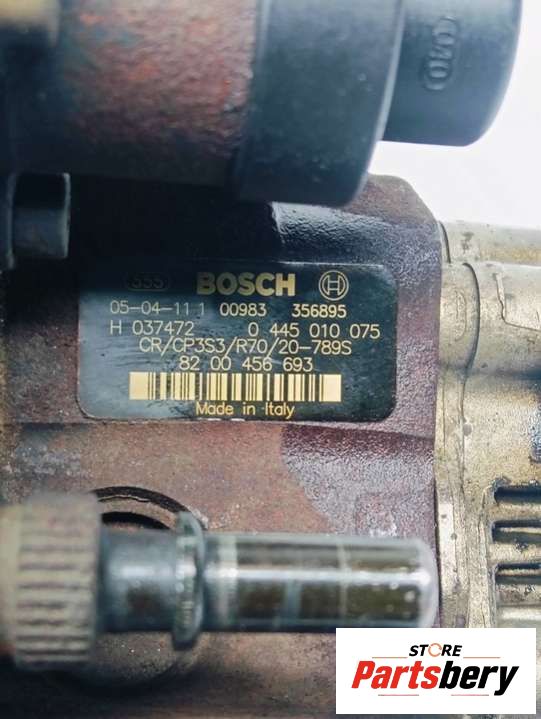 555 BOSCH
05-04-11 1 00983 356895
H 037472 0 445 010 075
CR/CP3S3/R70/20-789S
82 00 456 693
Made in Italy
STORE
Partsbery